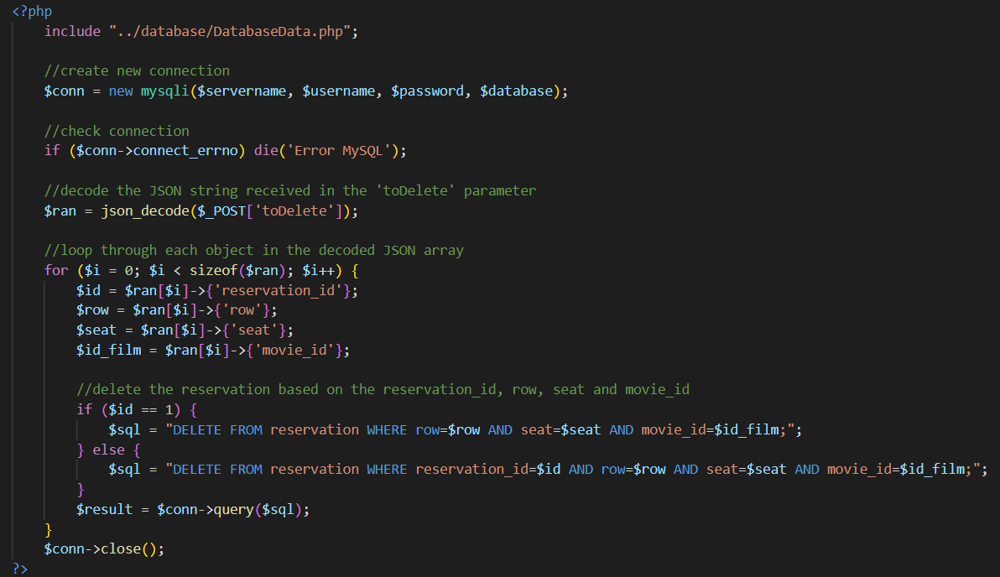 <?php
    include "../database/DatabaseData.php";

    //create new connection
    $conn = new mysqli($servername, $username, $password, $database);

    //check connection
    if ($conn->connect_errno) die('Error MySQL');

    //decode the JSON string received in the 'toDelete' parameter
    $ran = json_decode($_POST['toDelete']);

    //loop through each object in the decoded JSON array
    for ($i = 0; $i < sizeof($ran); $i++) {
        $id = $ran[$i]->{'reservation_id'};
        $row = $ran[$i]->{'row'};
        $seat = $ran[$i]->{'seat'};
        $id_film = $ran[$i]->{'movie_id'};

        //delete the reservation based on the reservation_id, row, seat and movie_id
        if ($id == 1) {
            $sql = "DELETE FROM reservation WHERE row=$row AND seat=$seat AND movie_id=$id_film;";
        } else {
            $sql = "DELETE FROM reservation WHERE reservation_id=$id AND row=$row AND seat=$seat AND movie_id=$id_film;";
        }
        $result = $conn->query($sql);
    }
    $conn->close();
?>